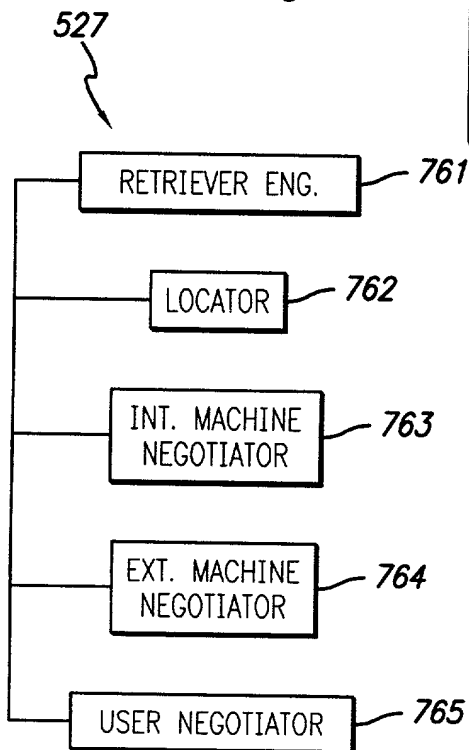 527
RETRIEVER ENG.
761
LOCATOR
762
INT. MACHINE
NEGOTIATOR
763
EXT. MACHINE
NEGOTIATOR
764
USER NEGOTIATOR
765